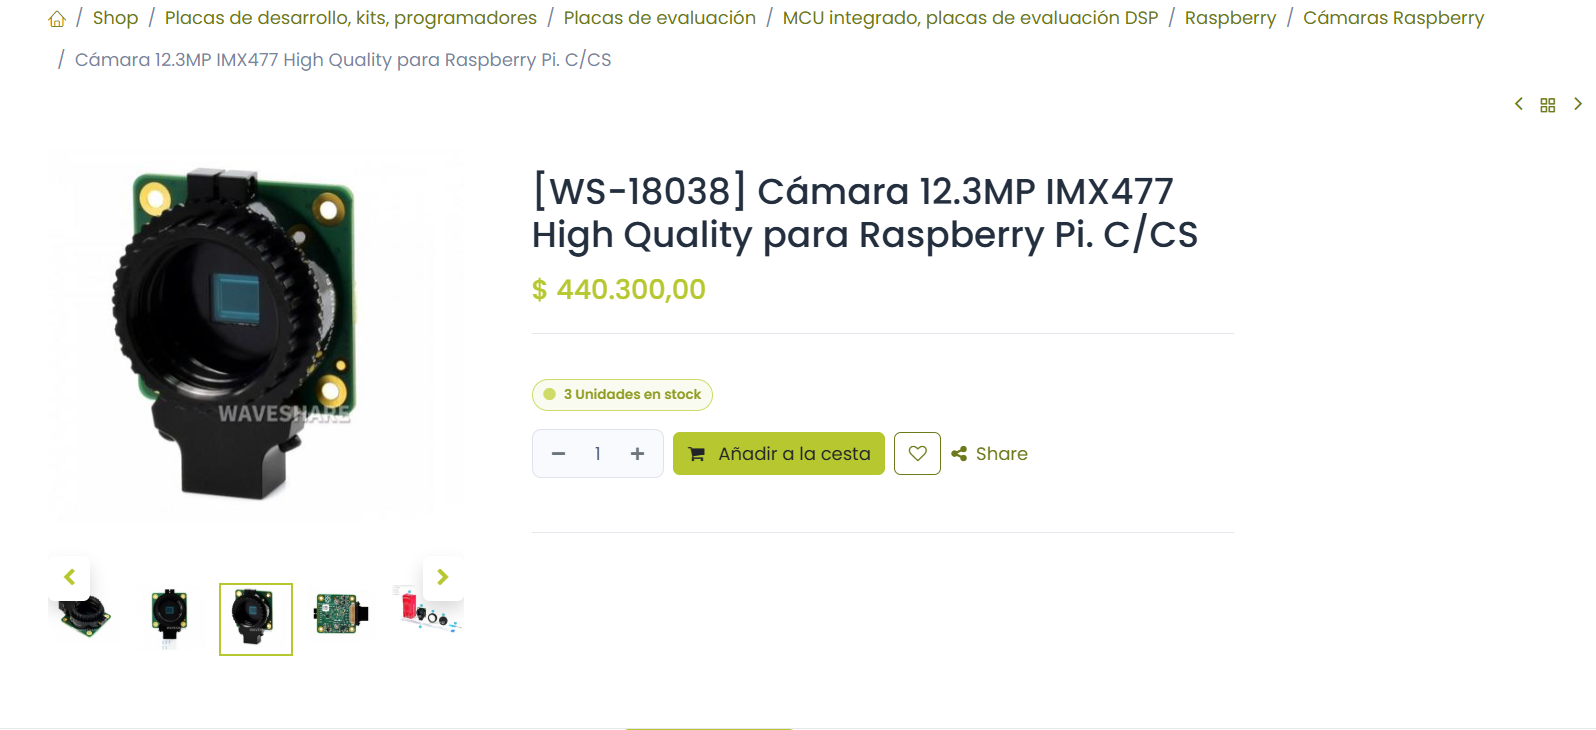 / Shop / Placas de desarrollo, kits, programadores / Placas de evaluación / MCU integrado, placas de evaluación DSP / Raspberry / Cámaras Raspberry
/ Cámara 12.3MP IMX477 High Quality para Raspberry Pi. C/CS
[WS-18038] Cámara 12.3MP IMX477
High Quality para Raspberry Pi. C/CS
$ 440.300,00
3 Unidades en stock
1 Añadir a la cesta Share
WAVESHARE